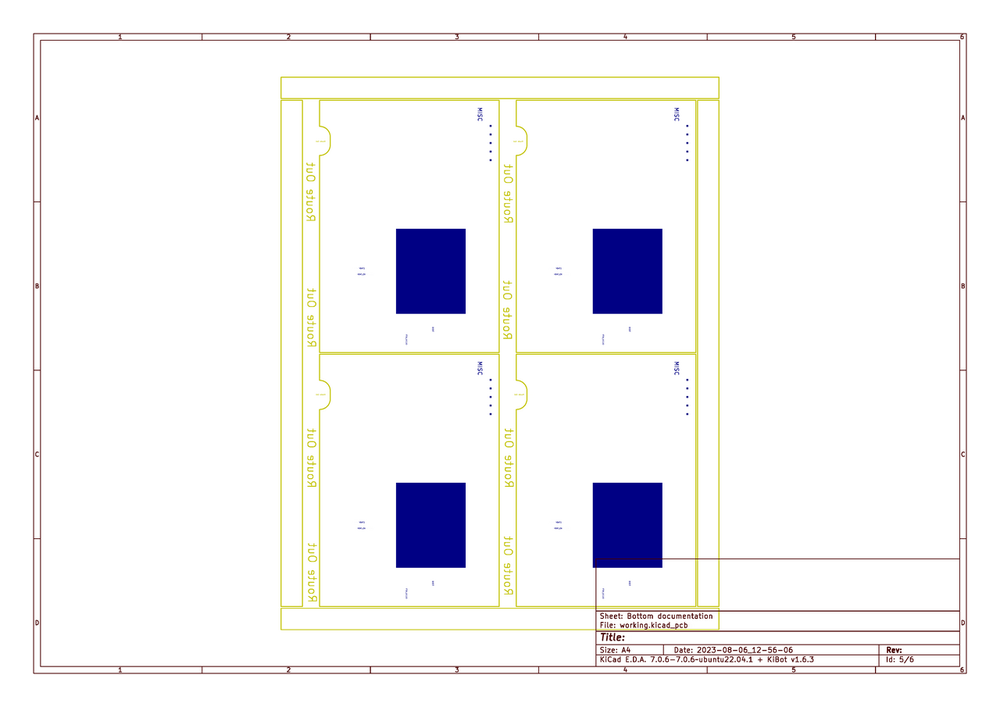 1 2 3 4 5 6
A A
MISC MISC
Route Out Route Out
B B
Route Out Route Out
MISC MISC
C C
Route Out Route Out
Route Out Route Out
D D
Sheet: Bottom documentation
File: working.kicad_pcb
Title:
Size: A4 Date: 2023-08-06_12-56-06 Rev:
KiCad E.D.A. 7.0.6-7.0.6-ubuntu22.04.1 + KiBot v1.6.3 Id: 5/6
1 2 3 4 5 6